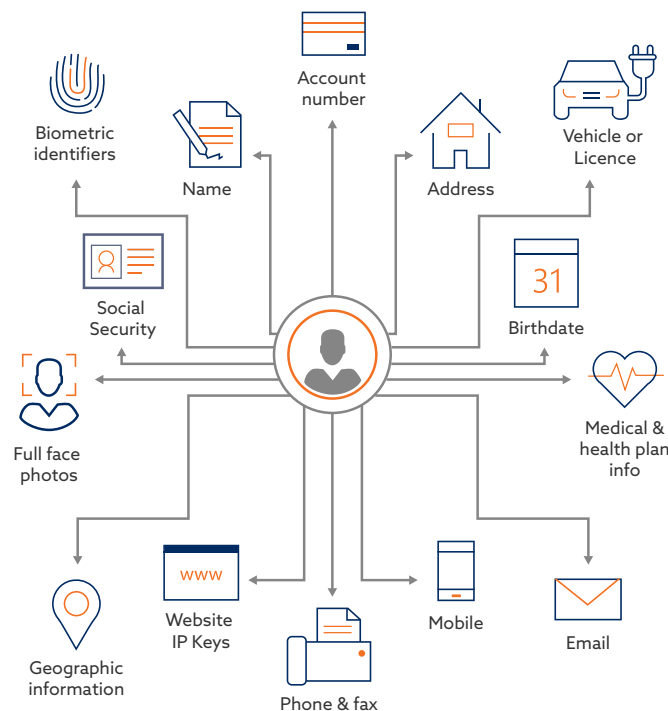 Account
number
Biometric
identifiers
Name
Address
Vehicle or
Licence
Social
Security
31
Birthdate
Full face
photos
Medical &
health plan
info
www
Website
IP Keys
Mobile
Email
Geographic
information
Phone & fax